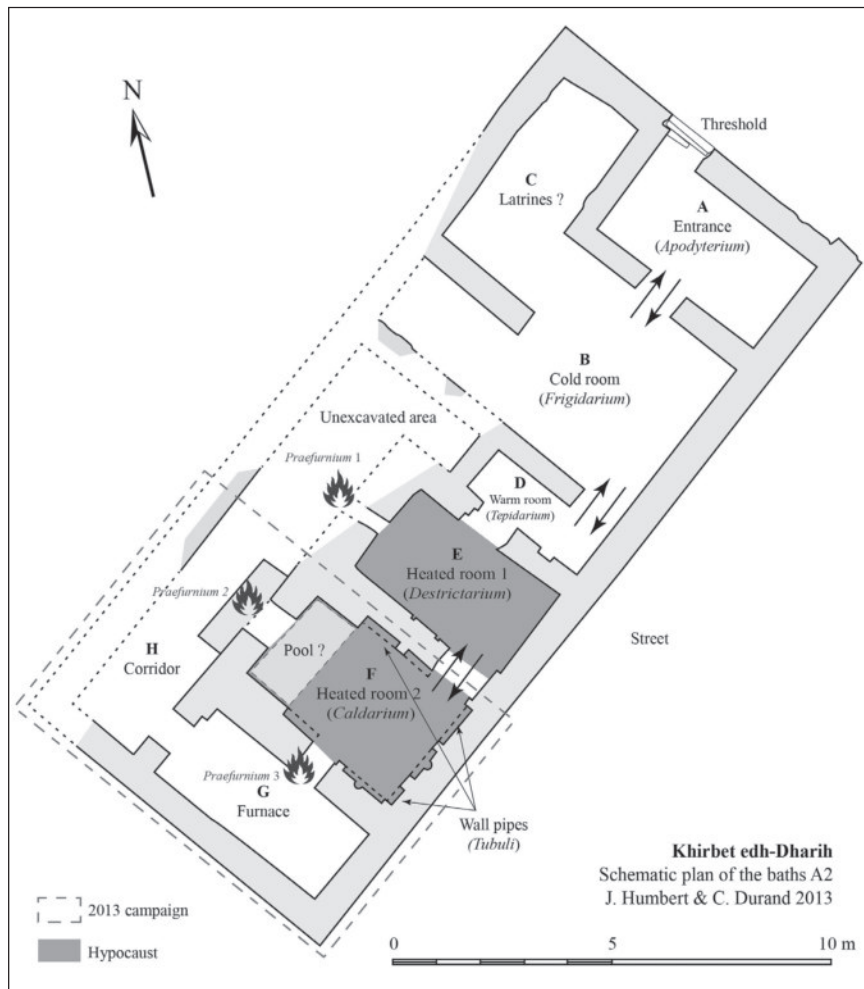 N
Threshold
C
Latrines ?
A
Entrance
(Apodyterium)
B
Cold room
(Frigidarium)
Unexcavated area
Praefurnium 1
D
Warm room
(Tepidarium)
E
Heated room 1
(Destrictarium)
Praefurnium 2
Street
H
Corridor
Pool ?
F
Heated room 2
(Caldarium)
Praefurnium 3
G
Furnace
Wall pipes
(Tubuli)
Khirbet edh-Dharih
Schematic plan of the baths A2
J. Humbert & C. Durand 2013
2013 campaign
Hypocaust
0 5 10 m